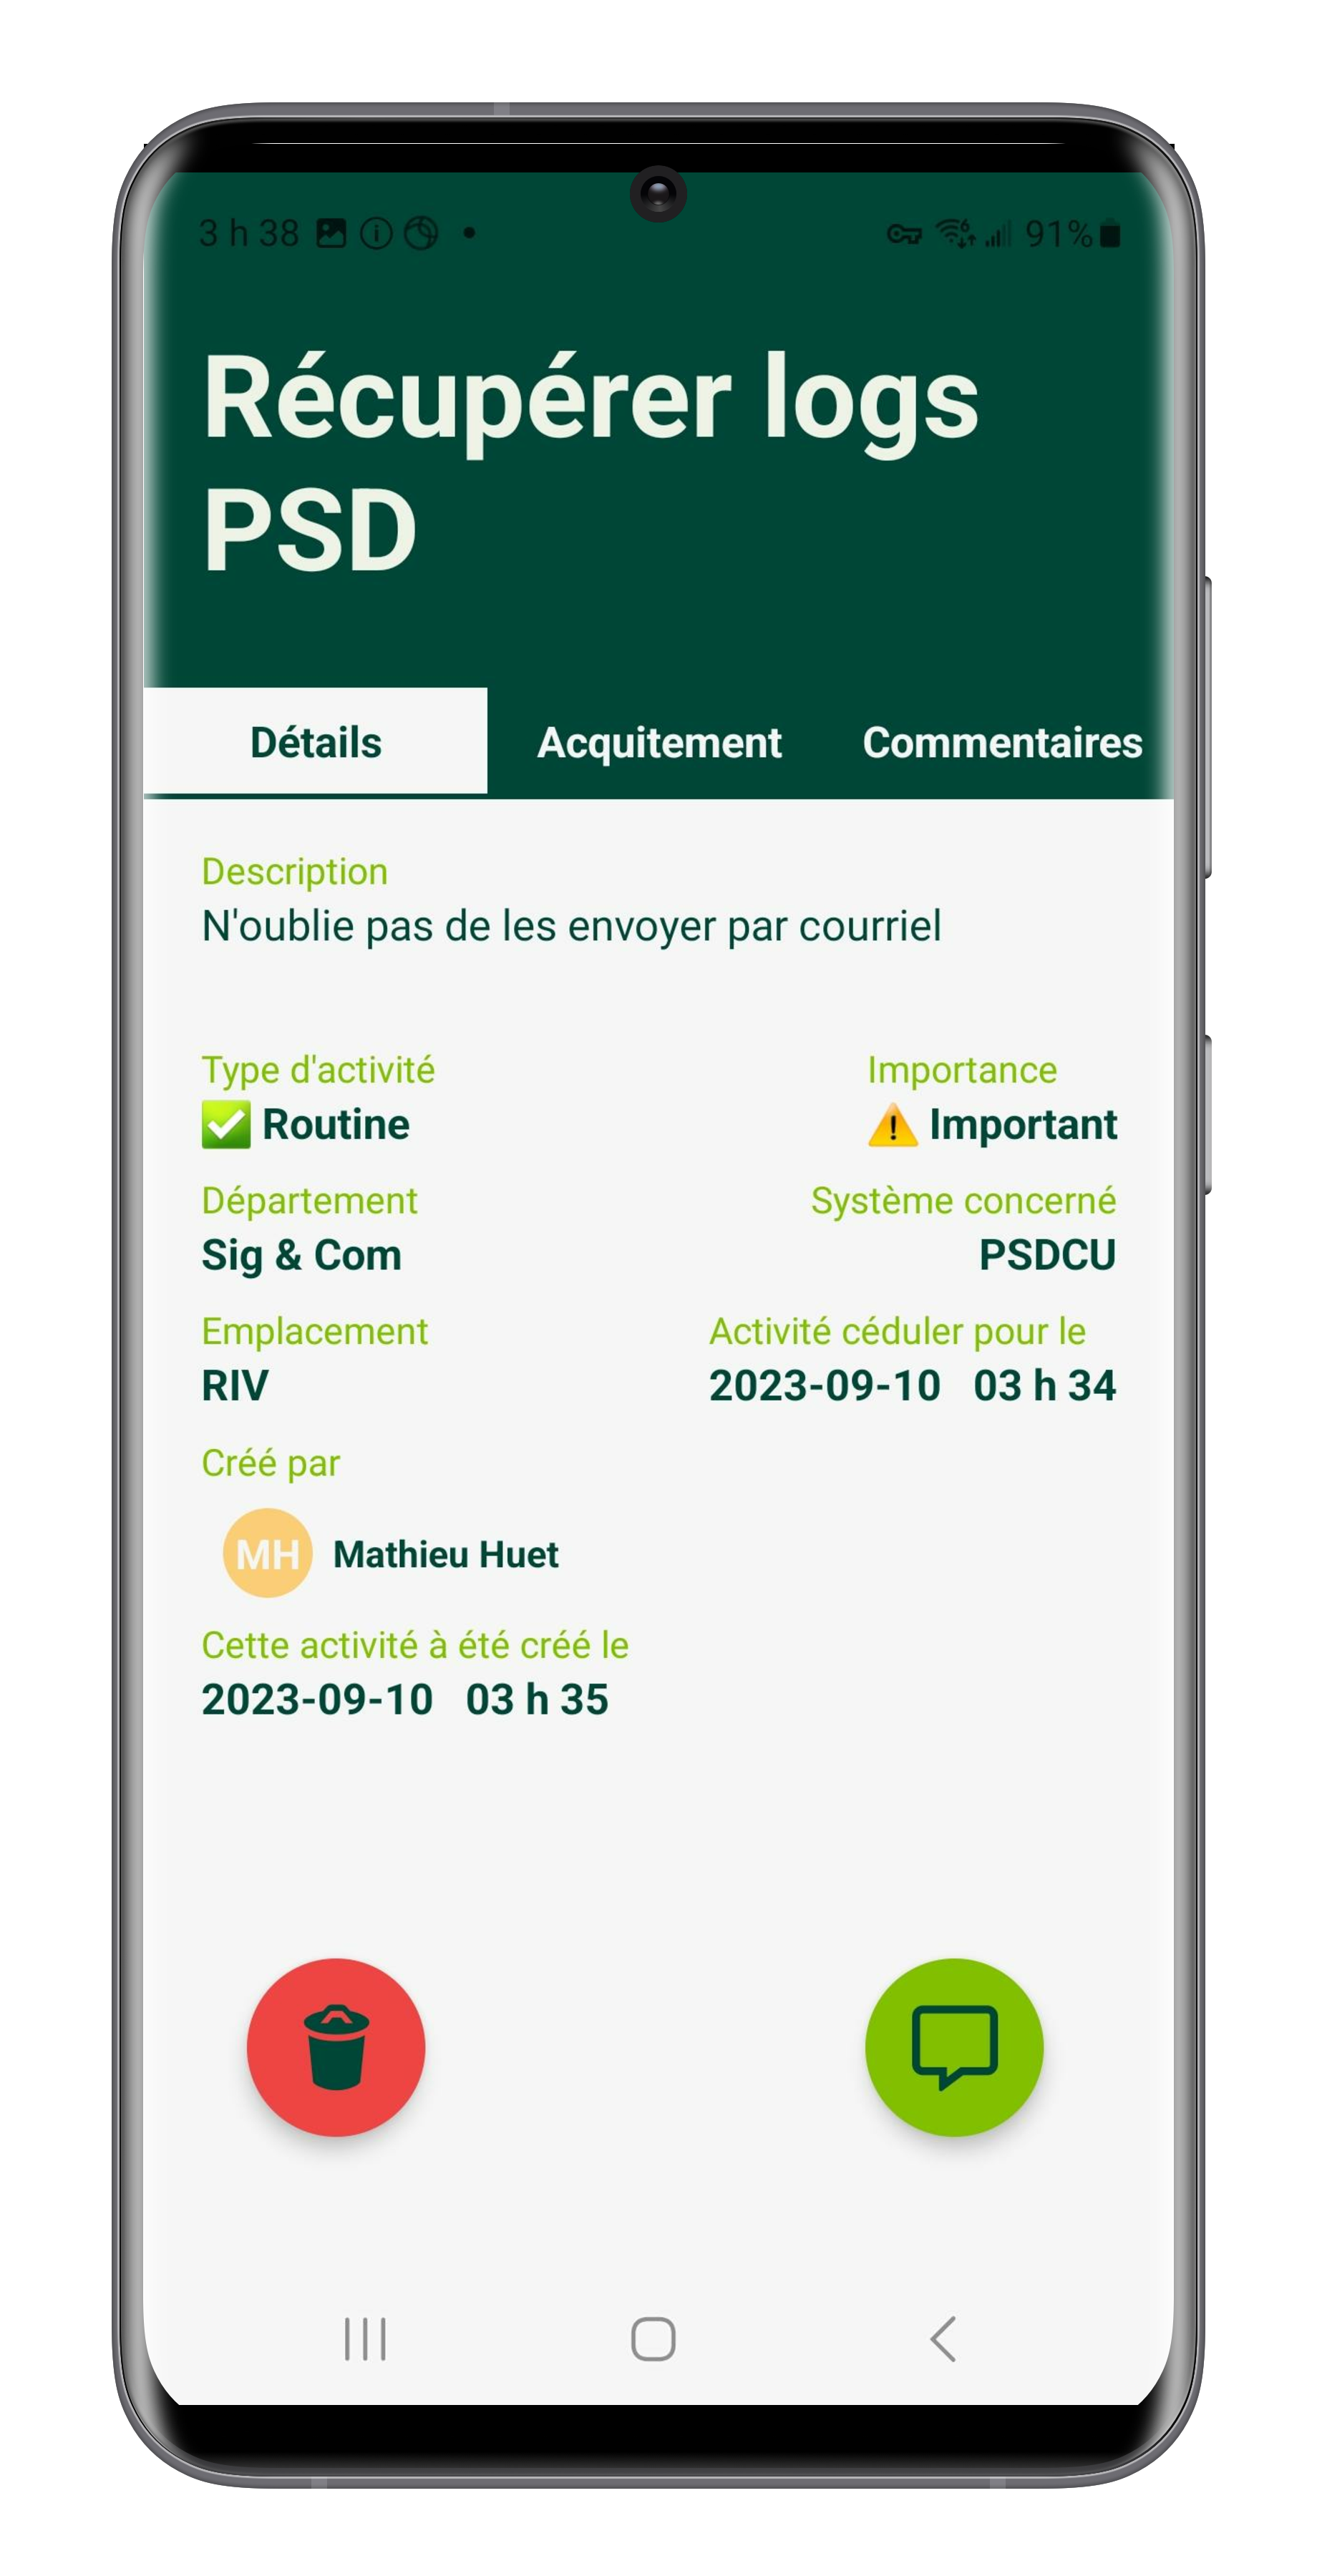 3 h 38 91%
Récupérer logs
PSD
Détails Acquitement Commentaires
Description
N'oublie pas de les envoyer par courriel
Type d'activité Importance
Routine Important
Département Système concerné
Sig & Com PSDCU
Emplacement Activité céduler pour le
RIV 2023-09-10 03 h 34
Créé par
MH Mathieu Huet
Cette activité à été créé le
2023-09-10 03 h 35